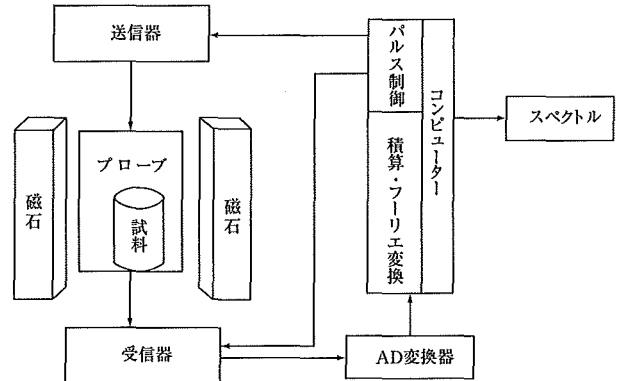 送信器
パルス制御
コンピューター
スペクトル
プローブ
磁石
試料
磁石
積算・フーリエ変換
受信器
AD変換器